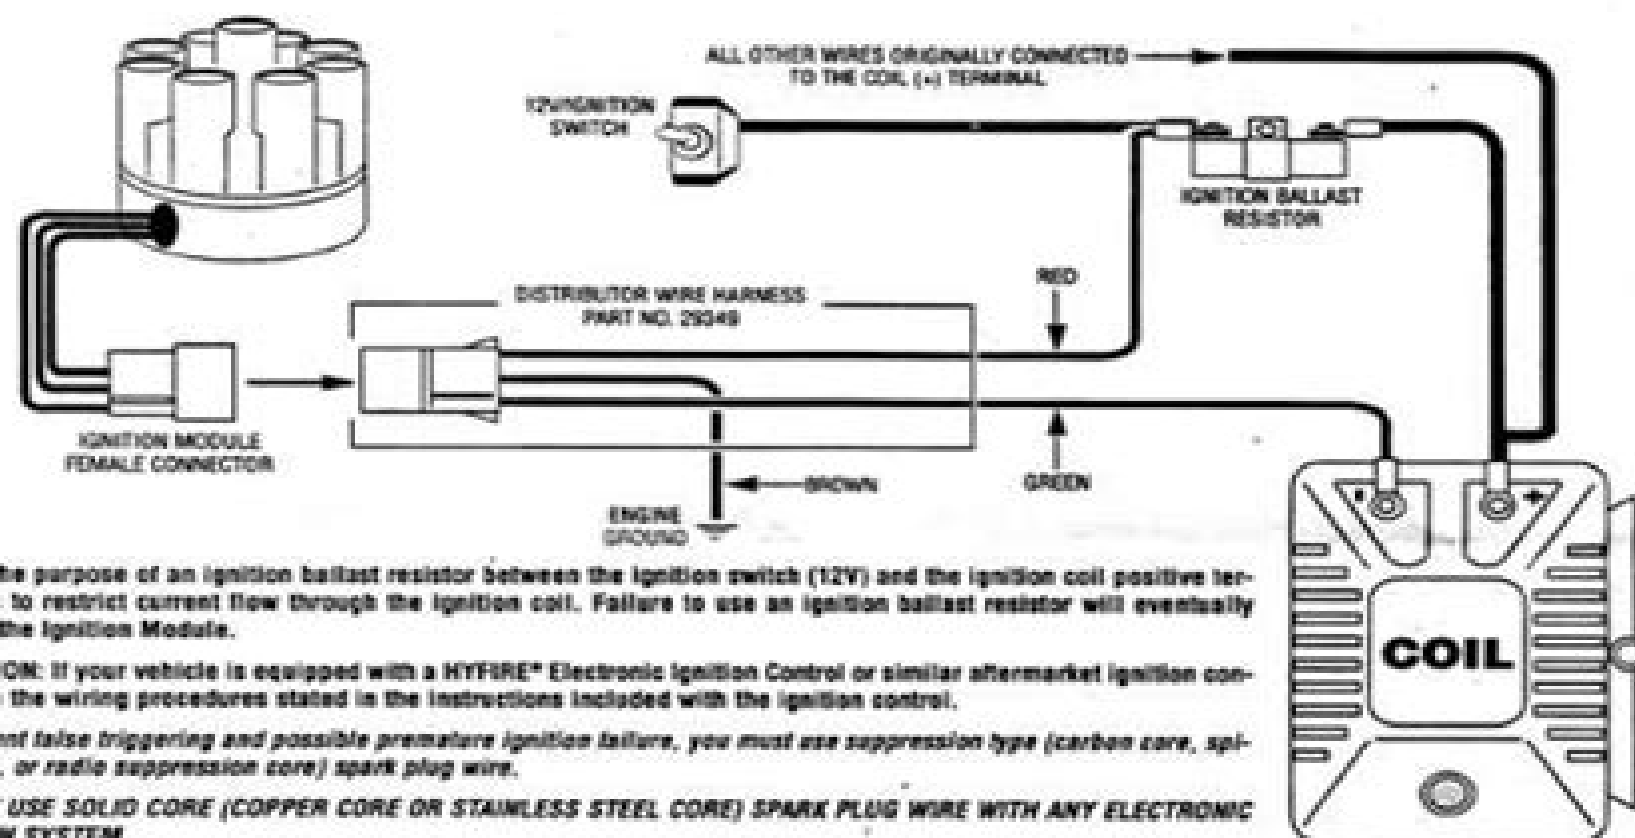 ALL OTHER WIRES ORIGINALLY CONNECTED
TO THE COIL (+) TERMINAL
12V/IGNITION
SWITCH
IGNITION BALLAST
RESISTOR
RED
DISTRIBUTOR WIRE HARNESS
PART NO. 29349
IGNITION MODULE
FEMALE CONNECTOR
BROWN
GREEN
ENGINE
GROUND
- +
COIL
he purpose of an ignition ballast resistor between the ignition switch (12V) and the ignition coil positive ter-
: to restrict current flow through the ignition coil. Failure to use an ignition ballast resistor will eventually
the Ignition Module.
ION: If your vehicle is equipped with a HYFIRE® Electronic Ignition Control or similar aftermarket ignition con-
the wiring procedures stated in the instructions included with the ignition control.
nt false triggering and possible premature ignition failure, you must use suppression type (carbon core, spi-
, or radio suppression core) spark plug wire.
USE SOLID CORE (COPPER CORE OR STAINLESS STEEL CORE) SPARK PLUG WIRE WITH ANY ELECTRONIC
SYSTEM